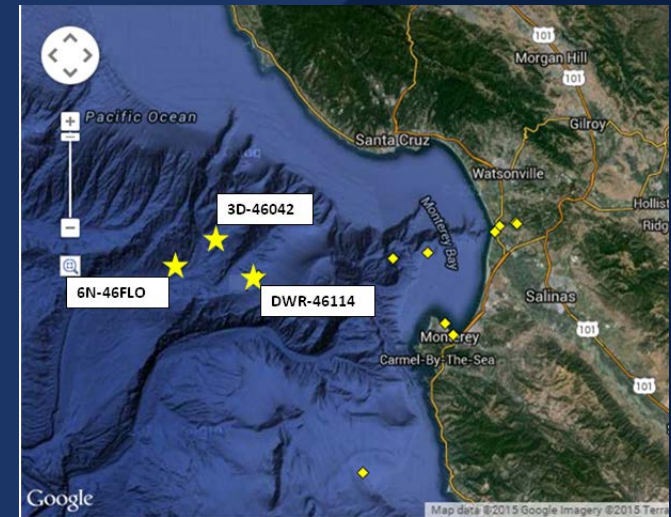 101
Morgan Hill
101
Pacific Ocean
Gilroy
Santa Cruz
Watsonville
3D-46042
Hollist
Monterey Bay
Ridg
6N-46FLO
DWR-46114
Salinas
101
Monterey
Carmel-By-The-Sea
101
Google
Map data ©2015 Google Imagery ©2015 Terra